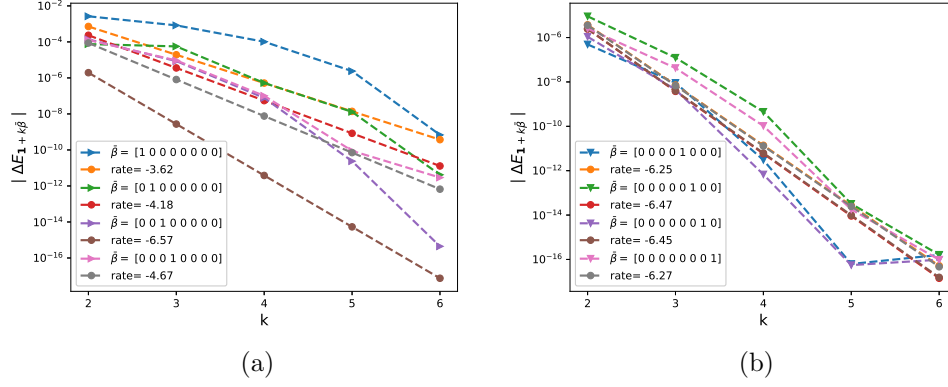 10^{-2}
10^{-4}
10^{-6}
10^{-8}
10^{-10}
10^{-12}
10^{-14}
10^{-16}
| ΔE_{1 + kβ̃} |
β̃ = [1 0 0 0 0 0 0 0]
rate= -3.62
β̃ = [0 1 0 0 0 0 0 0]
rate= -4.18
β̃ = [0 0 1 0 0 0 0 0]
rate= -6.57
β̃ = [0 0 0 1 0 0 0 0]
rate= -4.67
2 3 4 5 6
k
(a)
10^{-6}
10^{-8}
10^{-10}
10^{-12}
10^{-14}
10^{-16}
| ΔE_{1 + kβ̃} |
β̃ = [0 0 0 0 1 0 0 0]
rate= -6.25
β̃ = [0 0 0 0 0 1 0 0]
rate= -6.47
β̃ = [0 0 0 0 0 0 1 0]
rate= -6.45
β̃ = [0 0 0 0 0 0 0 1]
rate= -6.27
2 3 4 5 6
k
(b)